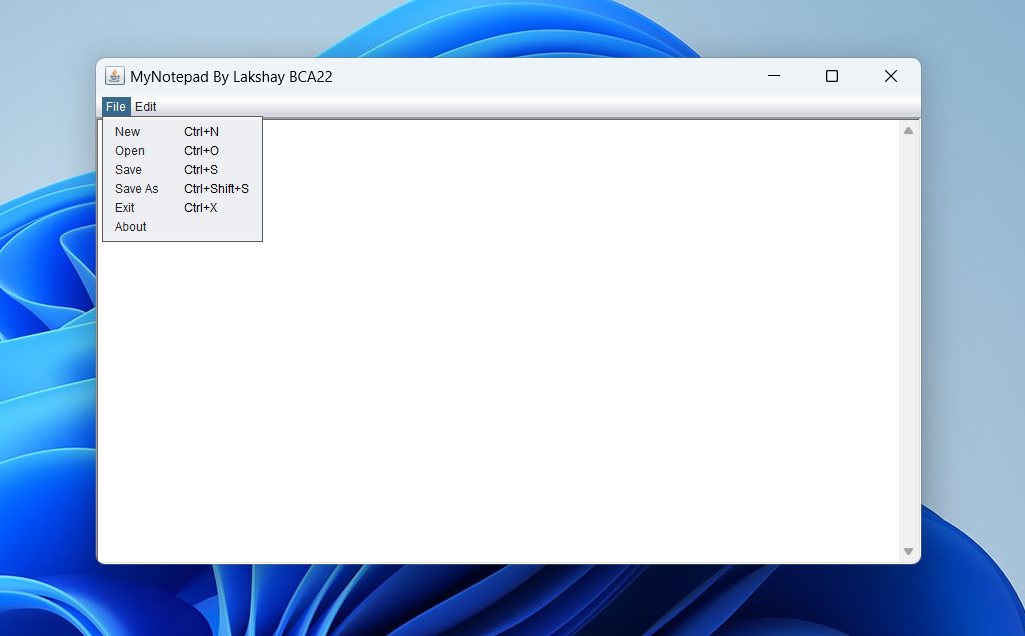 MyNotepad By Lakshay BCA22
File Edit
New Ctrl+N
Open Ctrl+O
Save Ctrl+S
Save As Ctrl+Shift+S
Exit Ctrl+X
About